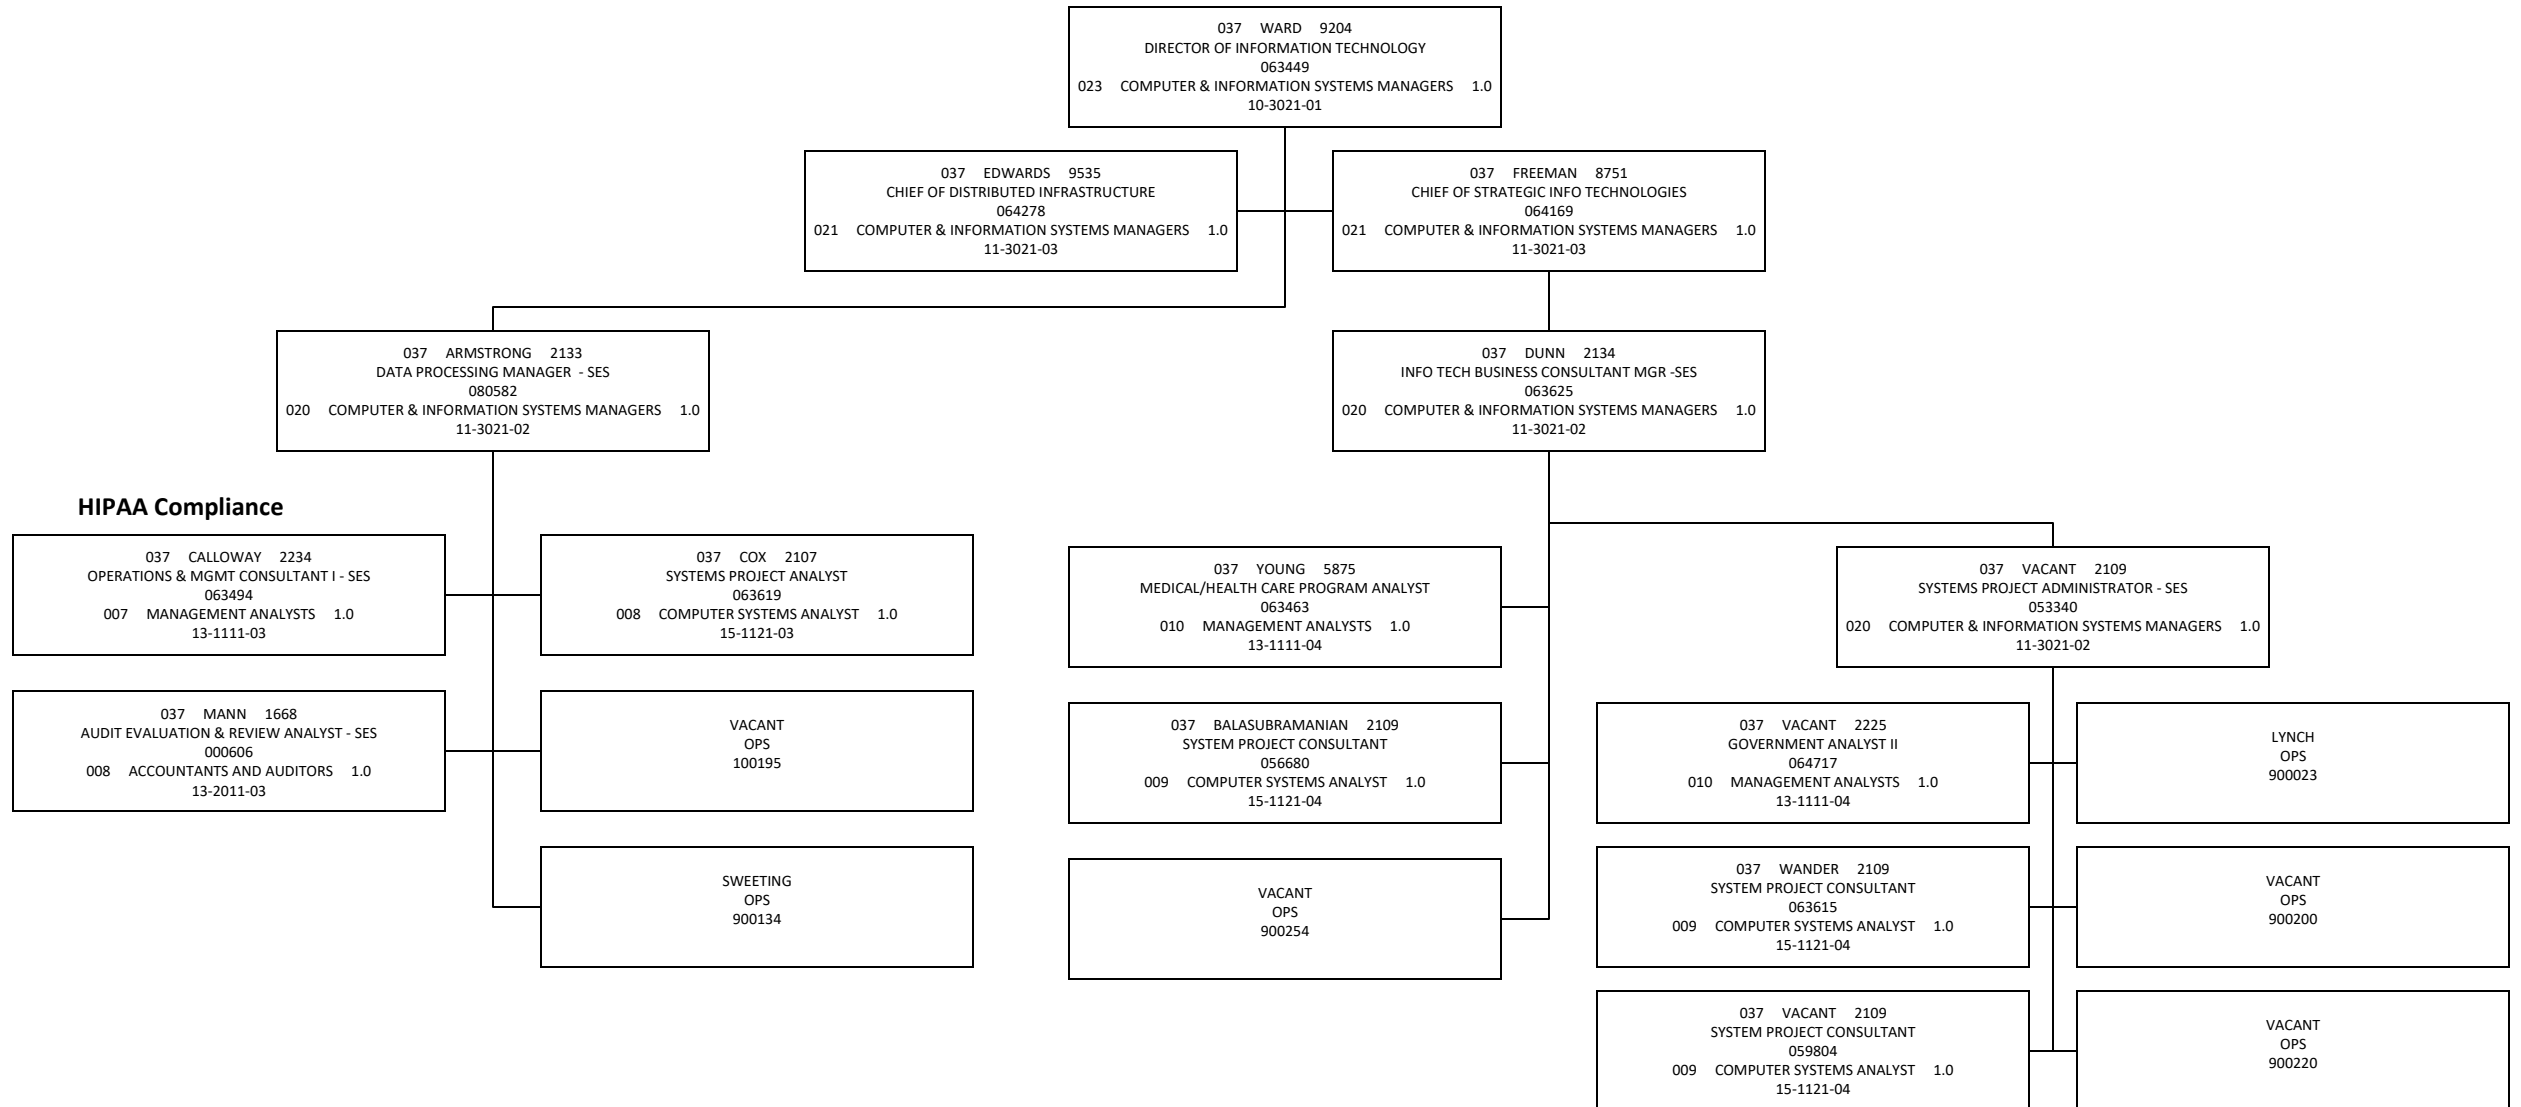 037 WARD 9204
DIRECTOR OF INFORMATION TECHNOLOGY
063449
023 COMPUTER & INFORMATION SYSTEMS MANAGERS 1.0
10-3021-01
037 EDWARDS 9535
CHIEF OF DISTRIBUTED INFRASTRUCTURE
064278
021 COMPUTER & INFORMATION SYSTEMS MANAGERS 1.0
11-3021-03
037 FREEMAN 8751
CHIEF OF STRATEGIC INFO TECHNOLOGIES
064169
021 COMPUTER & INFORMATION SYSTEMS MANAGERS 1.0
11-3021-03
037 ARMSTRONG 2133
DATA PROCESSING MANAGER - SES
080582
020 COMPUTER & INFORMATION SYSTEMS MANAGERS 1.0
11-3021-02
037 DUNN 2134
INFO TECH BUSINESS CONSULTANT MGR -SES
063625
020 COMPUTER & INFORMATION SYSTEMS MANAGERS 1.0
11-3021-02
HIPAA Compliance
037 CALLOWAY 2234
OPERATIONS & MGMT CONSULTANT I - SES
063494
007 MANAGEMENT ANALYSTS 1.0
13-1111-03
037 COX 2107
SYSTEMS PROJECT ANALYST
063619
008 COMPUTER SYSTEMS ANALYST 1.0
15-1121-03
037 YOUNG 5875
MEDICAL/HEALTH CARE PROGRAM ANALYST
063463
010 MANAGEMENT ANALYSTS 1.0
13-1111-04
037 VACANT 2109
SYSTEMS PROJECT ADMINISTRATOR - SES
053340
020 COMPUTER & INFORMATION SYSTEMS MANAGERS 1.0
11-3021-02
037 MANN 1668
AUDIT EVALUATION & REVIEW ANALYST - SES
000606
008 ACCOUNTANTS AND AUDITORS 1.0
13-2011-03
VACANT
OPS
100195
037 BALASUBRAMANIAN 2109
SYSTEM PROJECT CONSULTANT
056680
009 COMPUTER SYSTEMS ANALYST 1.0
15-1121-04
037 VACANT 2225
GOVERNMENT ANALYST II
064717
010 MANAGEMENT ANALYSTS 1.0
13-1111-04
LYNCH
OPS
900023
SWEETING
OPS
900134
VACANT
OPS
900254
037 WANDER 2109
SYSTEM PROJECT CONSULTANT
063615
009 COMPUTER SYSTEMS ANALYST 1.0
15-1121-04
VACANT
OPS
900200
037 VACANT 2109
SYSTEM PROJECT CONSULTANT
059804
009 COMPUTER SYSTEMS ANALYST 1.0
15-1121-04
VACANT
OPS
900220